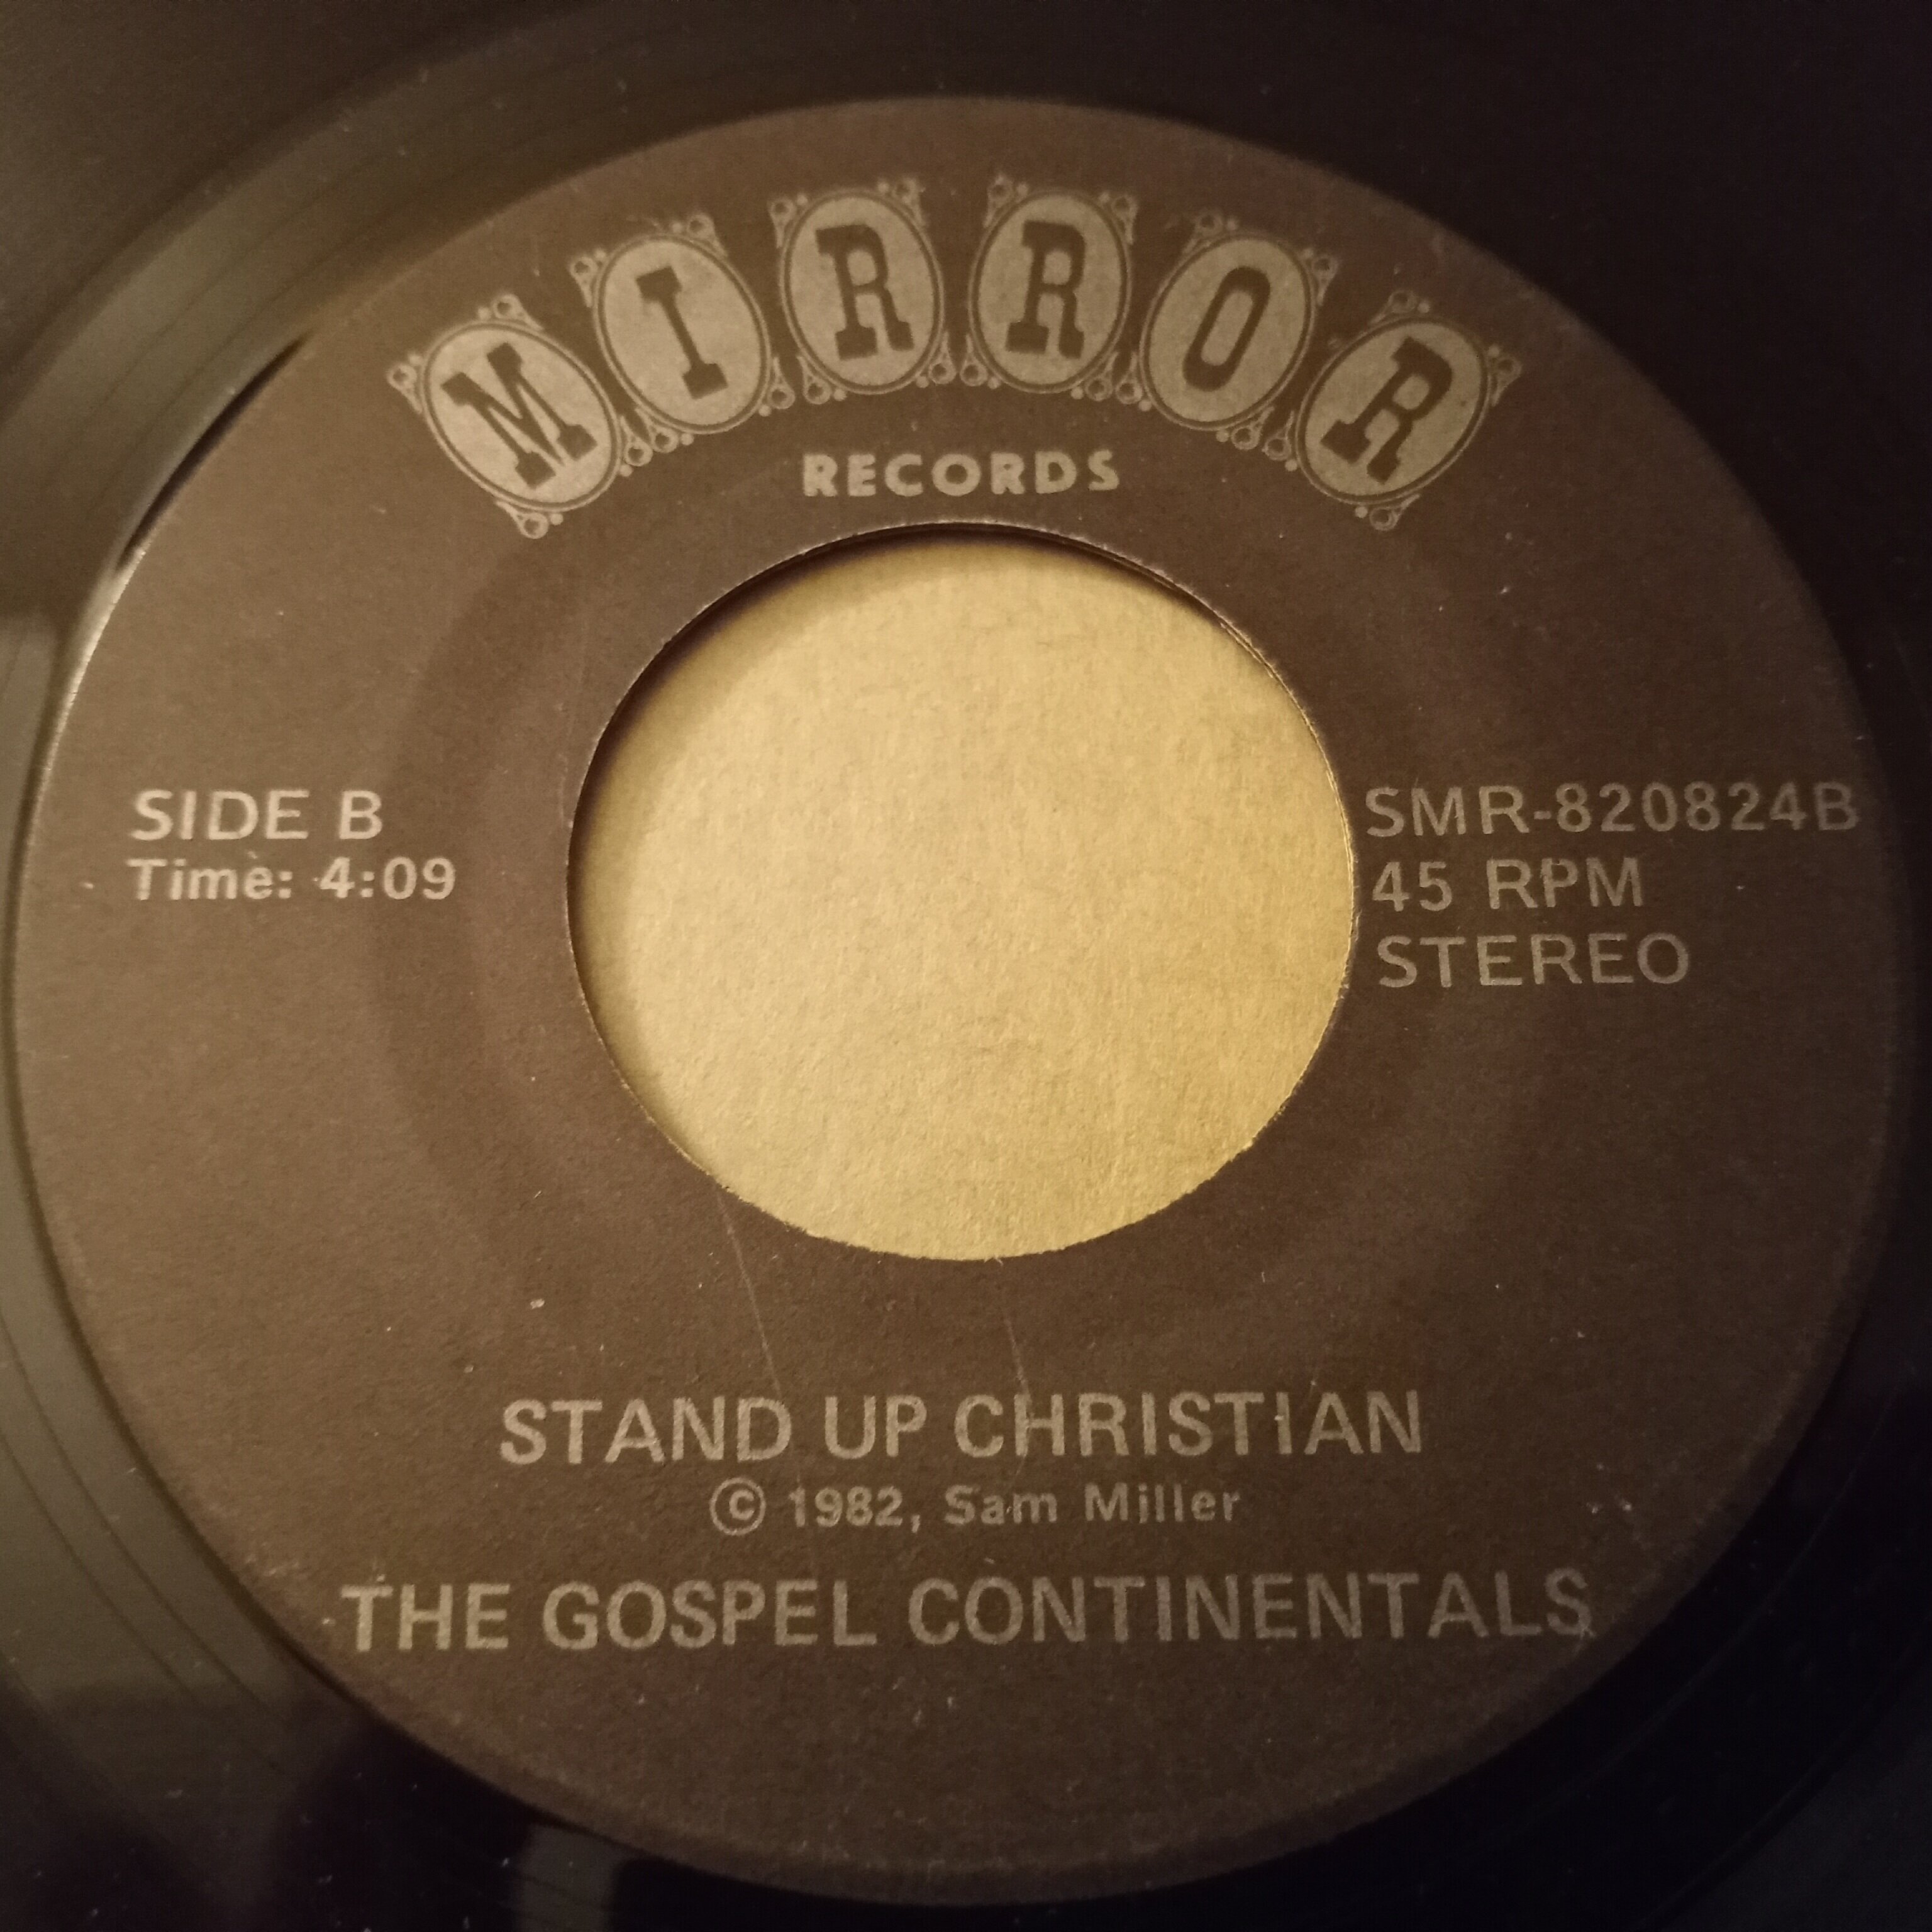 MIRROR
RECORDS
SIDE B
Time: 4:09
SMR-820824B
45 RPM
STEREO
STAND UP CHRISTIAN
© 1982, Sam Miller
THE GOSPEL CONTINENTALS